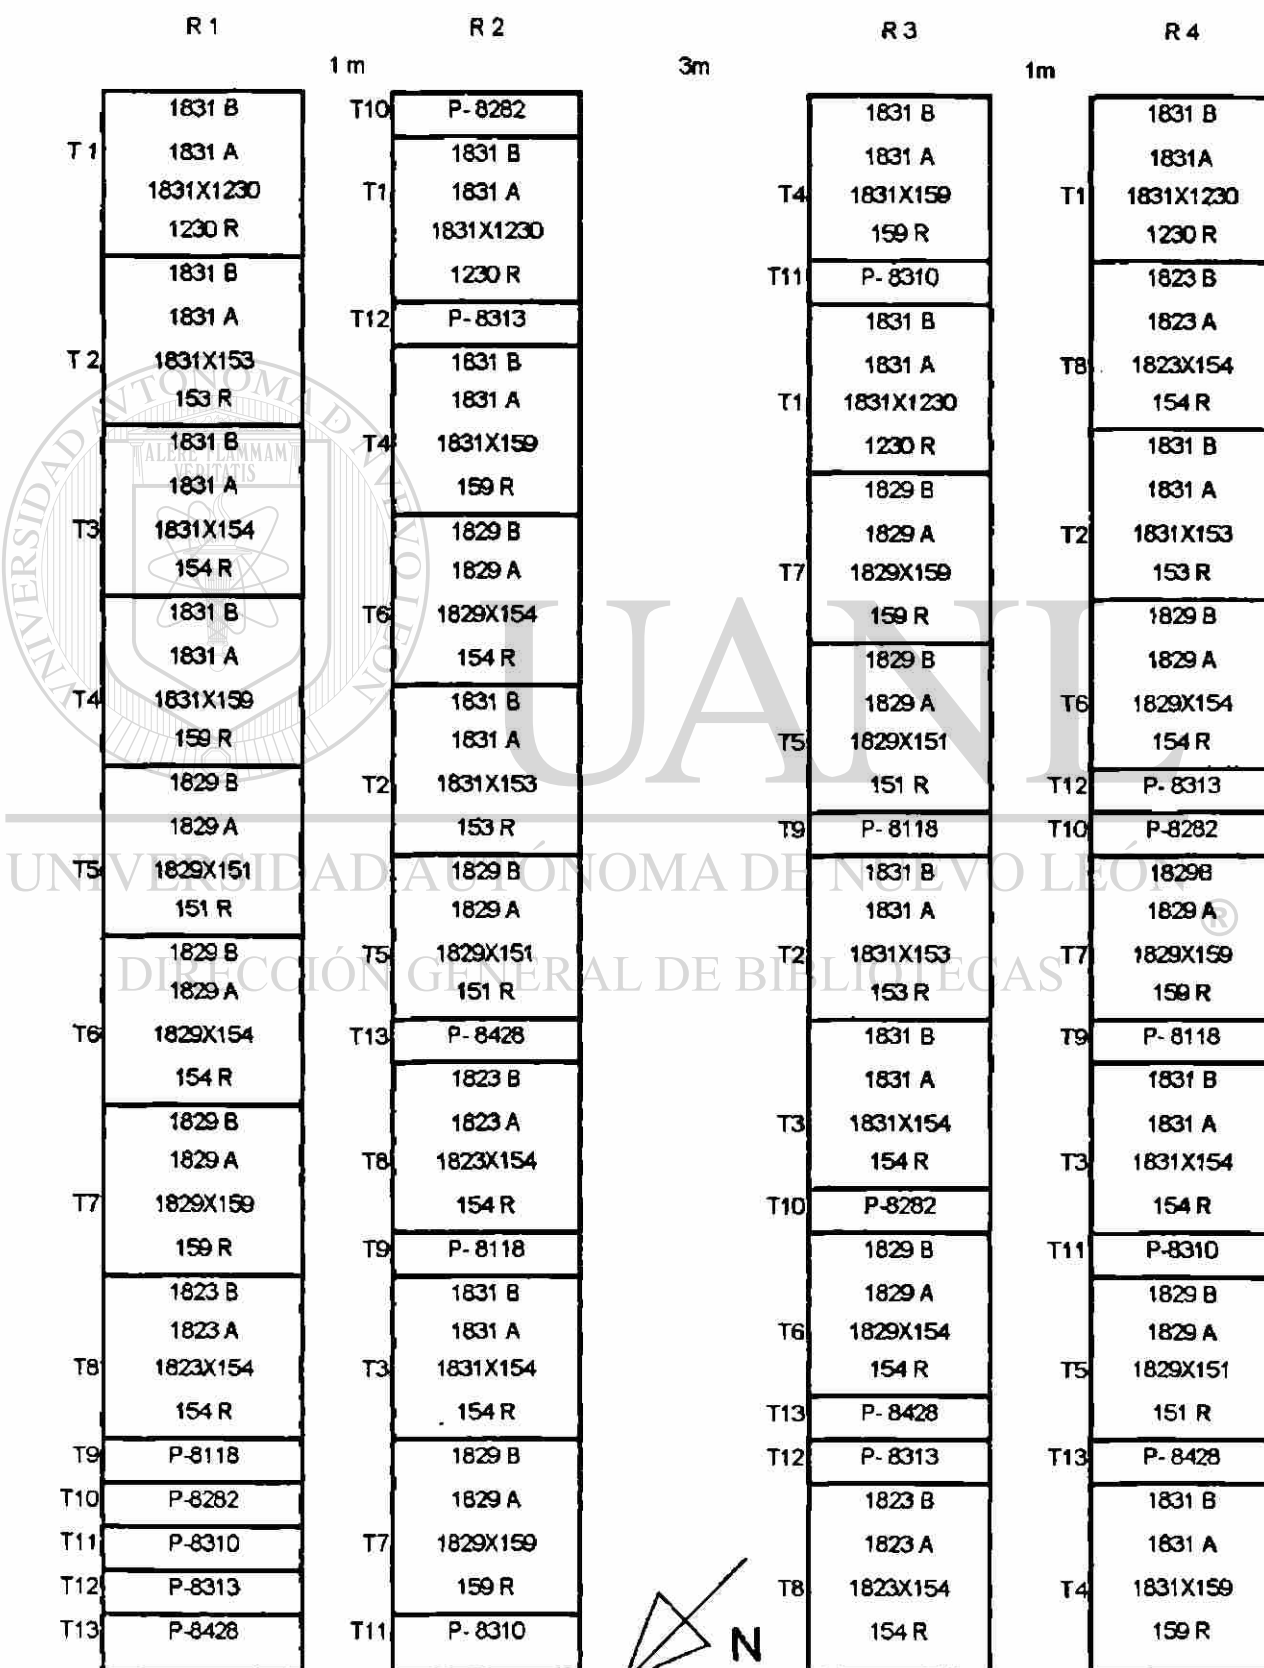 R 1
1 m
T 1
1831 B
1831 A
1831X1230
1230 R
T 2
1831 B
1831 A
1831X153
153 R
T3
1831 B
1831 A
1831X154
154 R
T4
1831 B
1831 A
1831X159
159 R
T5
1829 B
1829 A
1829X151
151 R
T6
1829 B
1829 A
1829X154
154 R
T7
1829 B
1829 A
1829X159
159 R
T8
1823 B
1823 A
1823X154
154 R
T9 P-8118
T10 P-8282
T11 P-8310
T12 P-8313
T13 P-8428
R 2
3m
T10 P- 8282
T1
1831 B
1831 A
1831X1230
1230 R
T12 P- 8313
T4
1831 B
1831 A
1831X159
159 R
T6
1829 B
1829 A
1829X154
154 R
T2
1831 B
1831 A
1831X153
153 R
T5
1829 B
1829 A
1829X151
151 R
T13 P- 8428
T8
1823 B
1823 A
1823X154
154 R
T9 P- 8118
T3
1831 B
1831 A
1831X154
154 R
T7
1829 B
1829 A
1829X159
159 R
T11 P- 8310
R 3
1m
T4
1831 B
1831 A
1831X159
159 R
T11 P- 8310
T1
1831 B
1831 A
1831X1230
1230 R
T7
1829 B
1829 A
1829X159
159 R
T5
1829 B
1829 A
1829X151
151 R
T9 P- 8118
T2
1831 B
1831 A
1831X153
153 R
T3
1831 B
1831 A
1831X154
154 R
T10 P-8282
T6
1829 B
1829 A
1829X154
154 R
T13 P- 8428
T12 P- 8313
T8
1823 B
1823 A
1823X154
154 R
R 4
T1
1831 B
1831A
1831X1230
1230 R
T8
1823 B
1823 A
1823X154
154 R
T2
1831 B
1831 A
1831X153
153 R
T6
1829 B
1829 A
1829X154
154 R
T12 P- 8313
T10 P-8282
T7
1829B
1829 A
1829X159
159 R
T9 P- 8118
T3
1831 B
1831 A
1831X154
154 R
T11 P-8310
T5
1829 B
1829 A
1829X151
151 R
T13 P- 8428
T4
1831 B
1831 A
1831X159
159 R
N
UNIVERSIDAD AUTÓNOMA DE NUEVO LEÓN
ALERE FLAMMAM
VERITATIS
UANL
UNIVERSIDAD AUTÓNOMA DE NUEVO LEÓN
®
DIRECCIÓN GENERAL DE BIBLIOTECAS